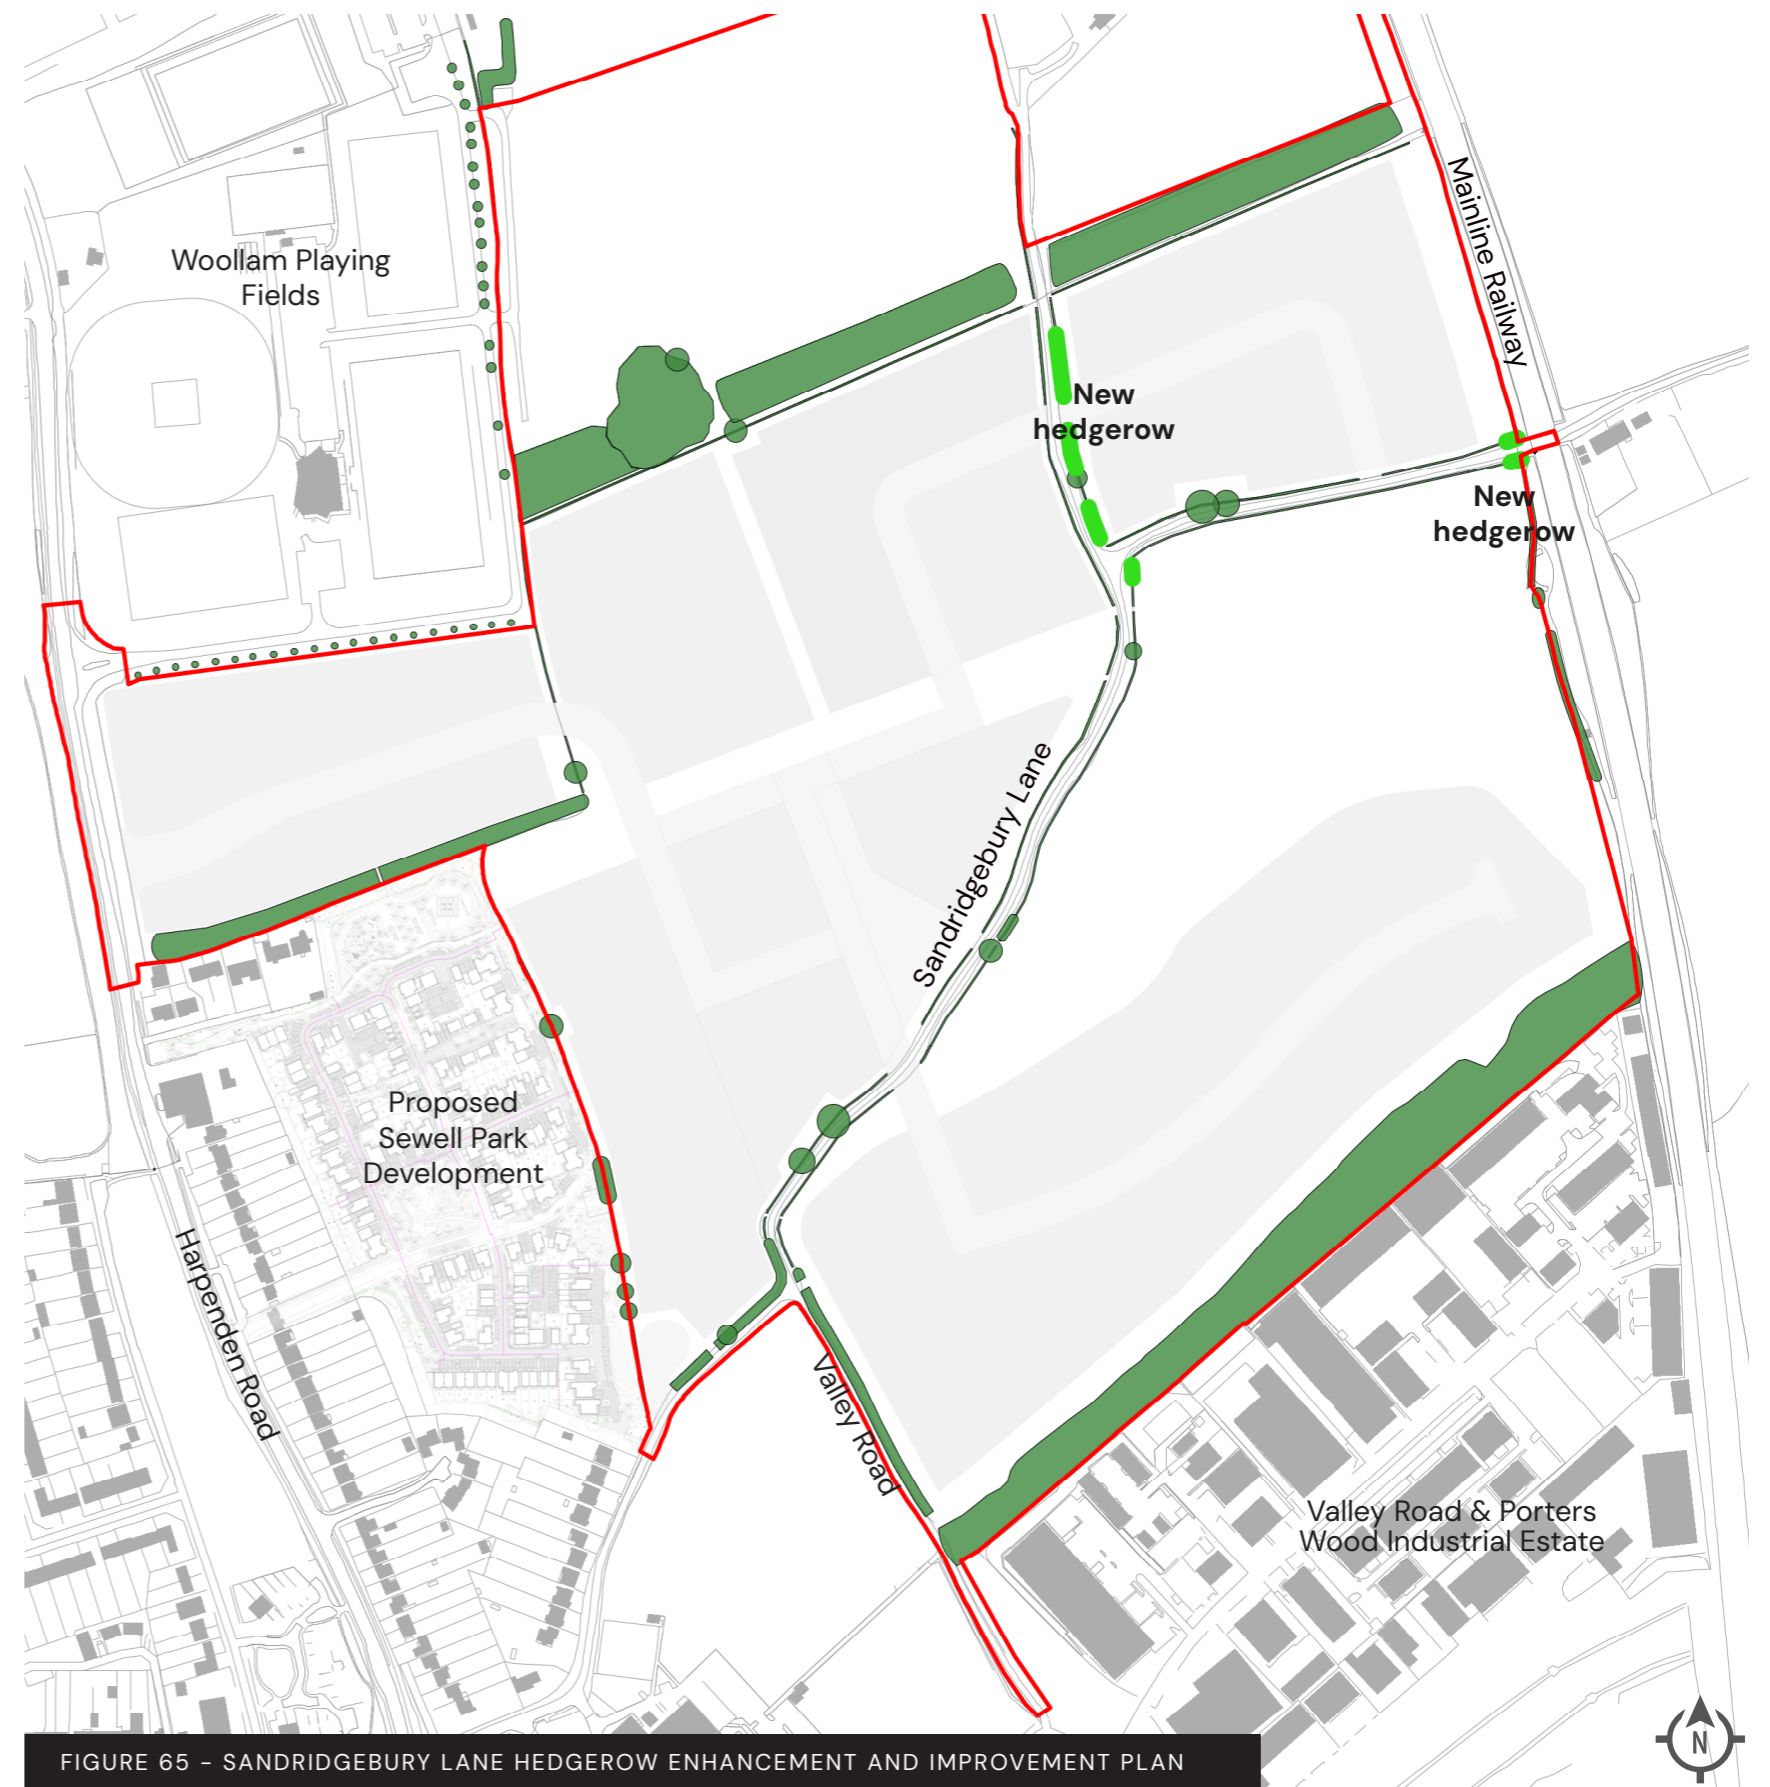 Mainline Railway
Woollam Playing
Fields
New
hedgerow
New
hedgerow
Sandridgebury Lane
Proposed
Sewell Park
Development
Harpenden Road
Valley Road
Valley Road & Porters
Wood Industrial Estate
N
FIGURE 65 – SANDRIDGEBURY LANE HEDGEROW ENHANCEMENT AND IMPROVEMENT PLAN